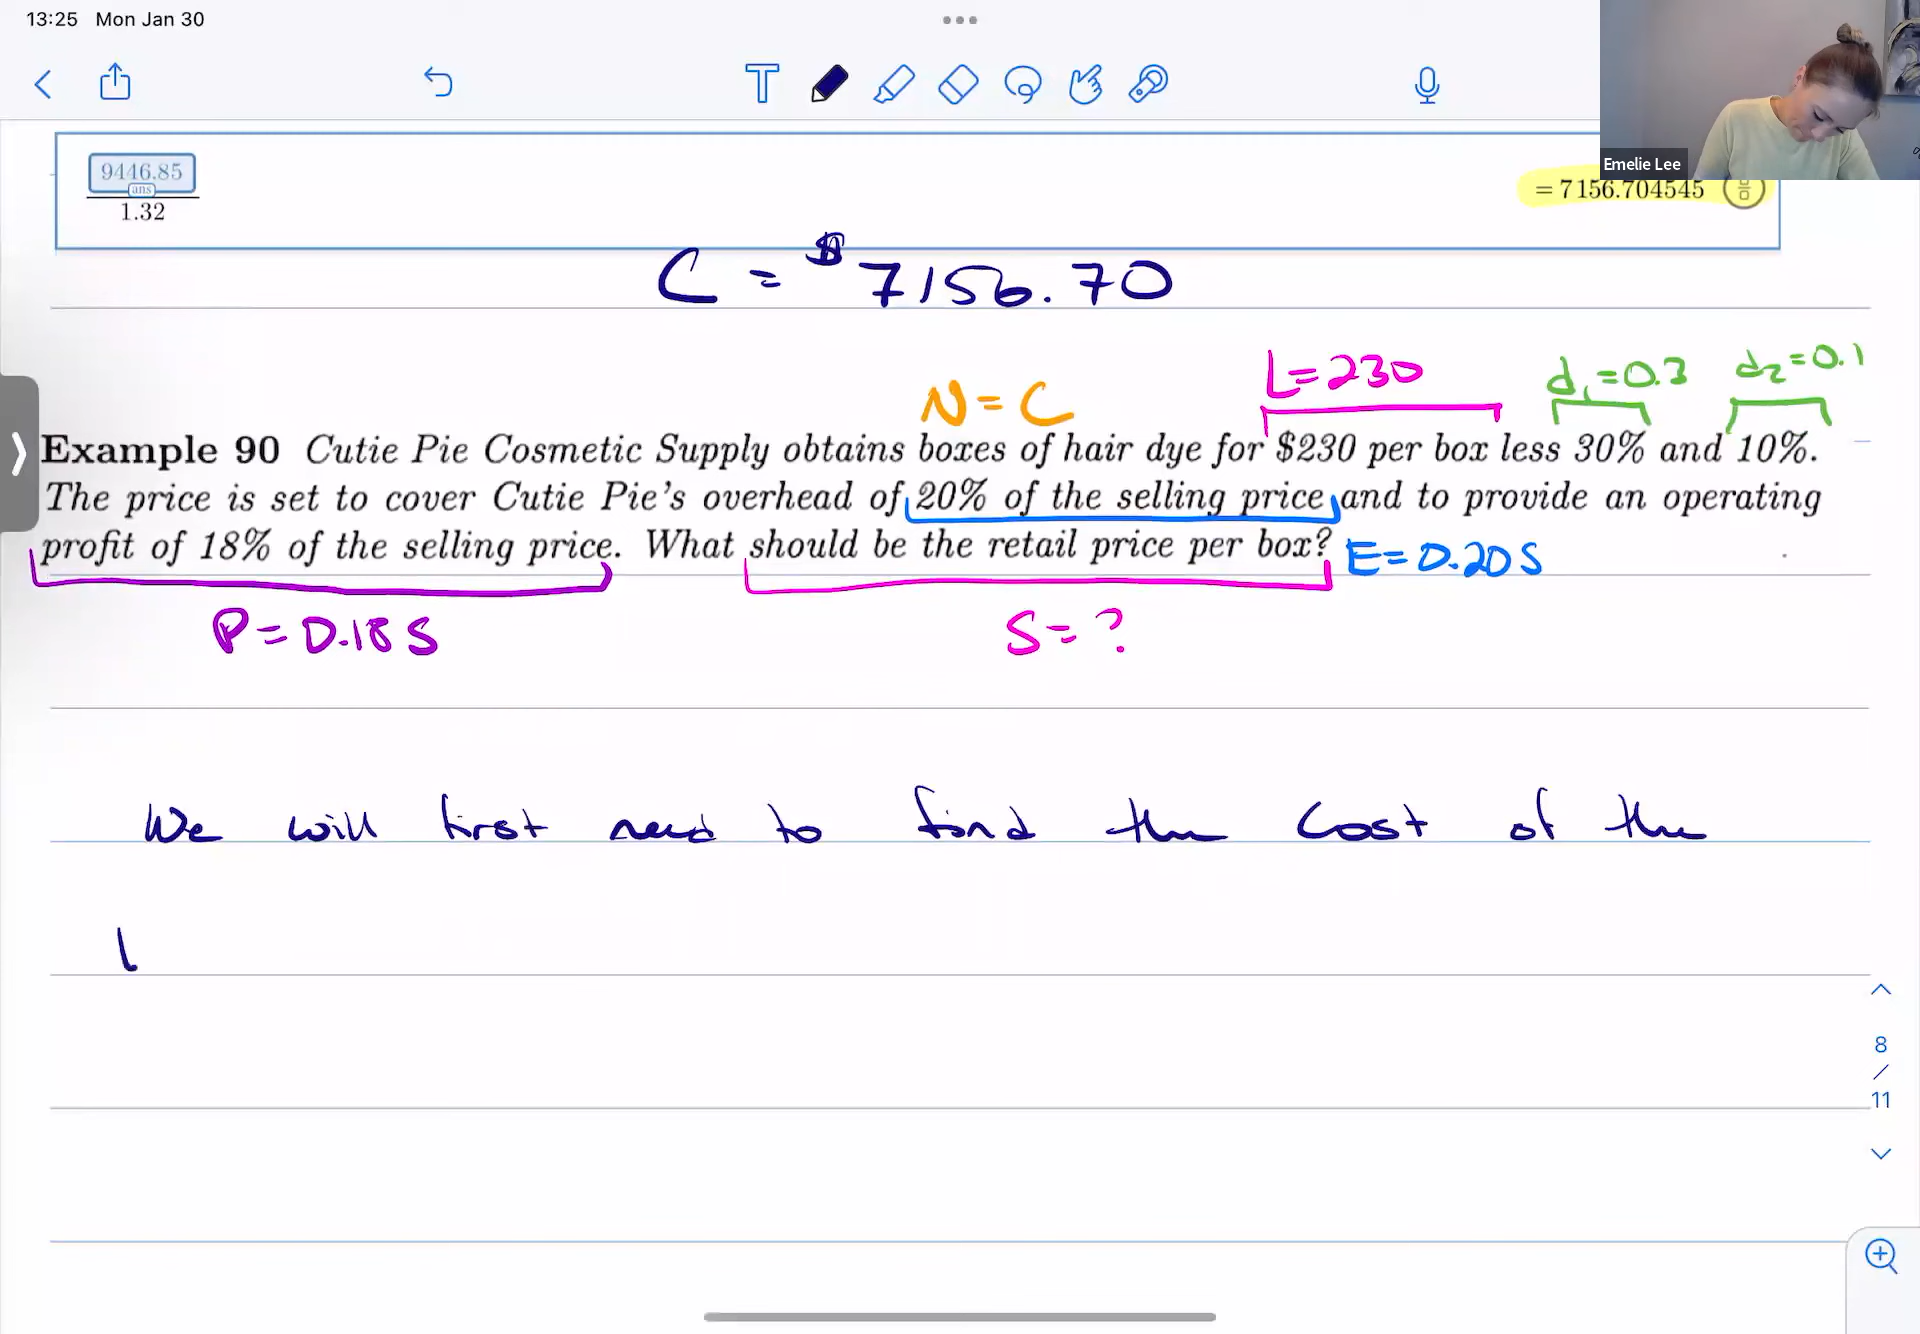 13:25 Mon Jan 30
T
9446.85
ans
1.32
= 7156.704545
Emelie Lee
C = $ 7156.70
N = C
L = 230
d₁ = 0.3
d₂ = 0.1
Example 90 Cutie Pie Cosmetic Supply obtains boxes of hair dye for $230 per box less 30% and 10%.
The price is set to cover Cutie Pie's overhead of 20% of the selling price and to provide an operating
profit of 18% of the selling price. What should be the retail price per box?
E = 0.20S
P = 0.18S
S = ?
We will first need to find the cost of the
8
/
11